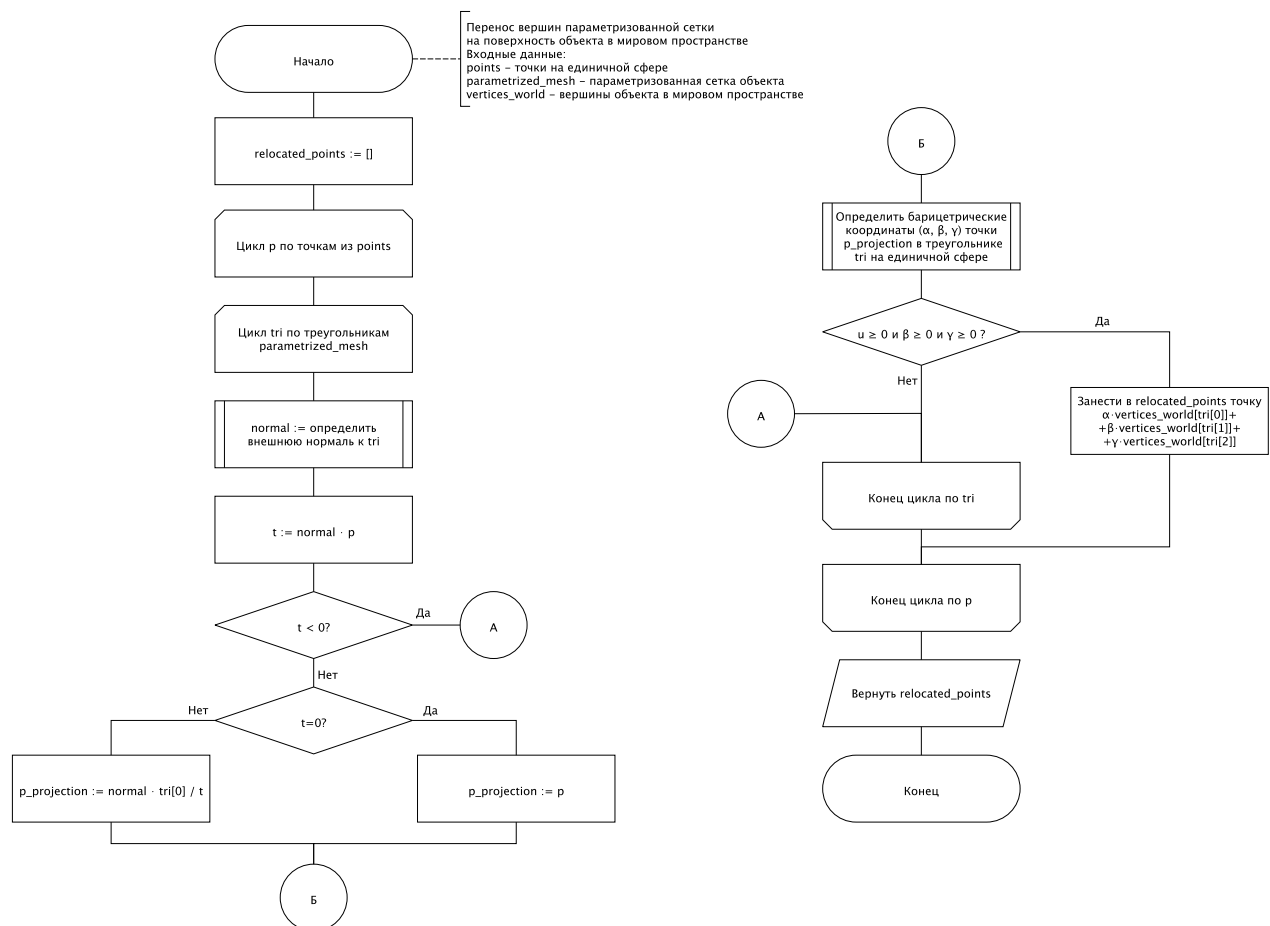 Начало
Перенос вершин параметризованной сетки
на поверхность объекта в мировом пространстве
Входные данные:
points – точки на единичной сфере
parametrized_mesh – параметризованная сетка объекта
vertices_world – вершины объекта в мировом пространстве
relocated_points := []
Цикл p по точкам из points
Цикл tri по треугольникам
parametrized_mesh
normal := определить
внешнюю нормаль к tri
t := normal · p
t < 0?
Да
А
Нет
t=0?
Нет
Да
p_projection := normal · tri[0] / t
p_projection := p
Б
Б
Определить барицетрические
координаты (α, β, γ) точки
p_projection в треугольнике
tri на единичной сфере
u ≥ 0 и β ≥ 0 и γ ≥ 0 ?
Да
Нет
А
Занести в relocated_points точку
α·vertices_world[tri[0]]+
+β·vertices_world[tri[1]]+
+γ·vertices_world[tri[2]]
Конец цикла по tri
Конец цикла по p
Вернуть relocated_points
Конец